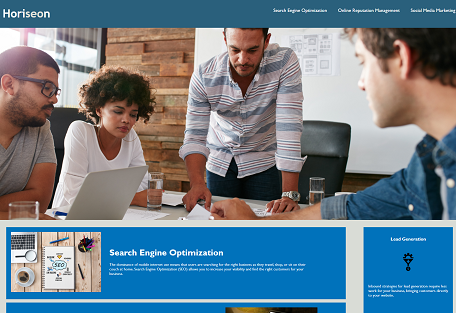 Horiseon
Search Engine Optimization Online Reputation Management Social Media Marketing
SEO
Search Engine Optimization
The dominance of mobile internet use means that users are searching for the right business as they travel, shop, or sit on their
couch at home. Search Engine Optimization (SEO) allows you to increase your visibility and find the right customers for your
business.
Lead Generation
Inbound strategies for lead generation require less
work for your business, bringing customers directly
to your website.